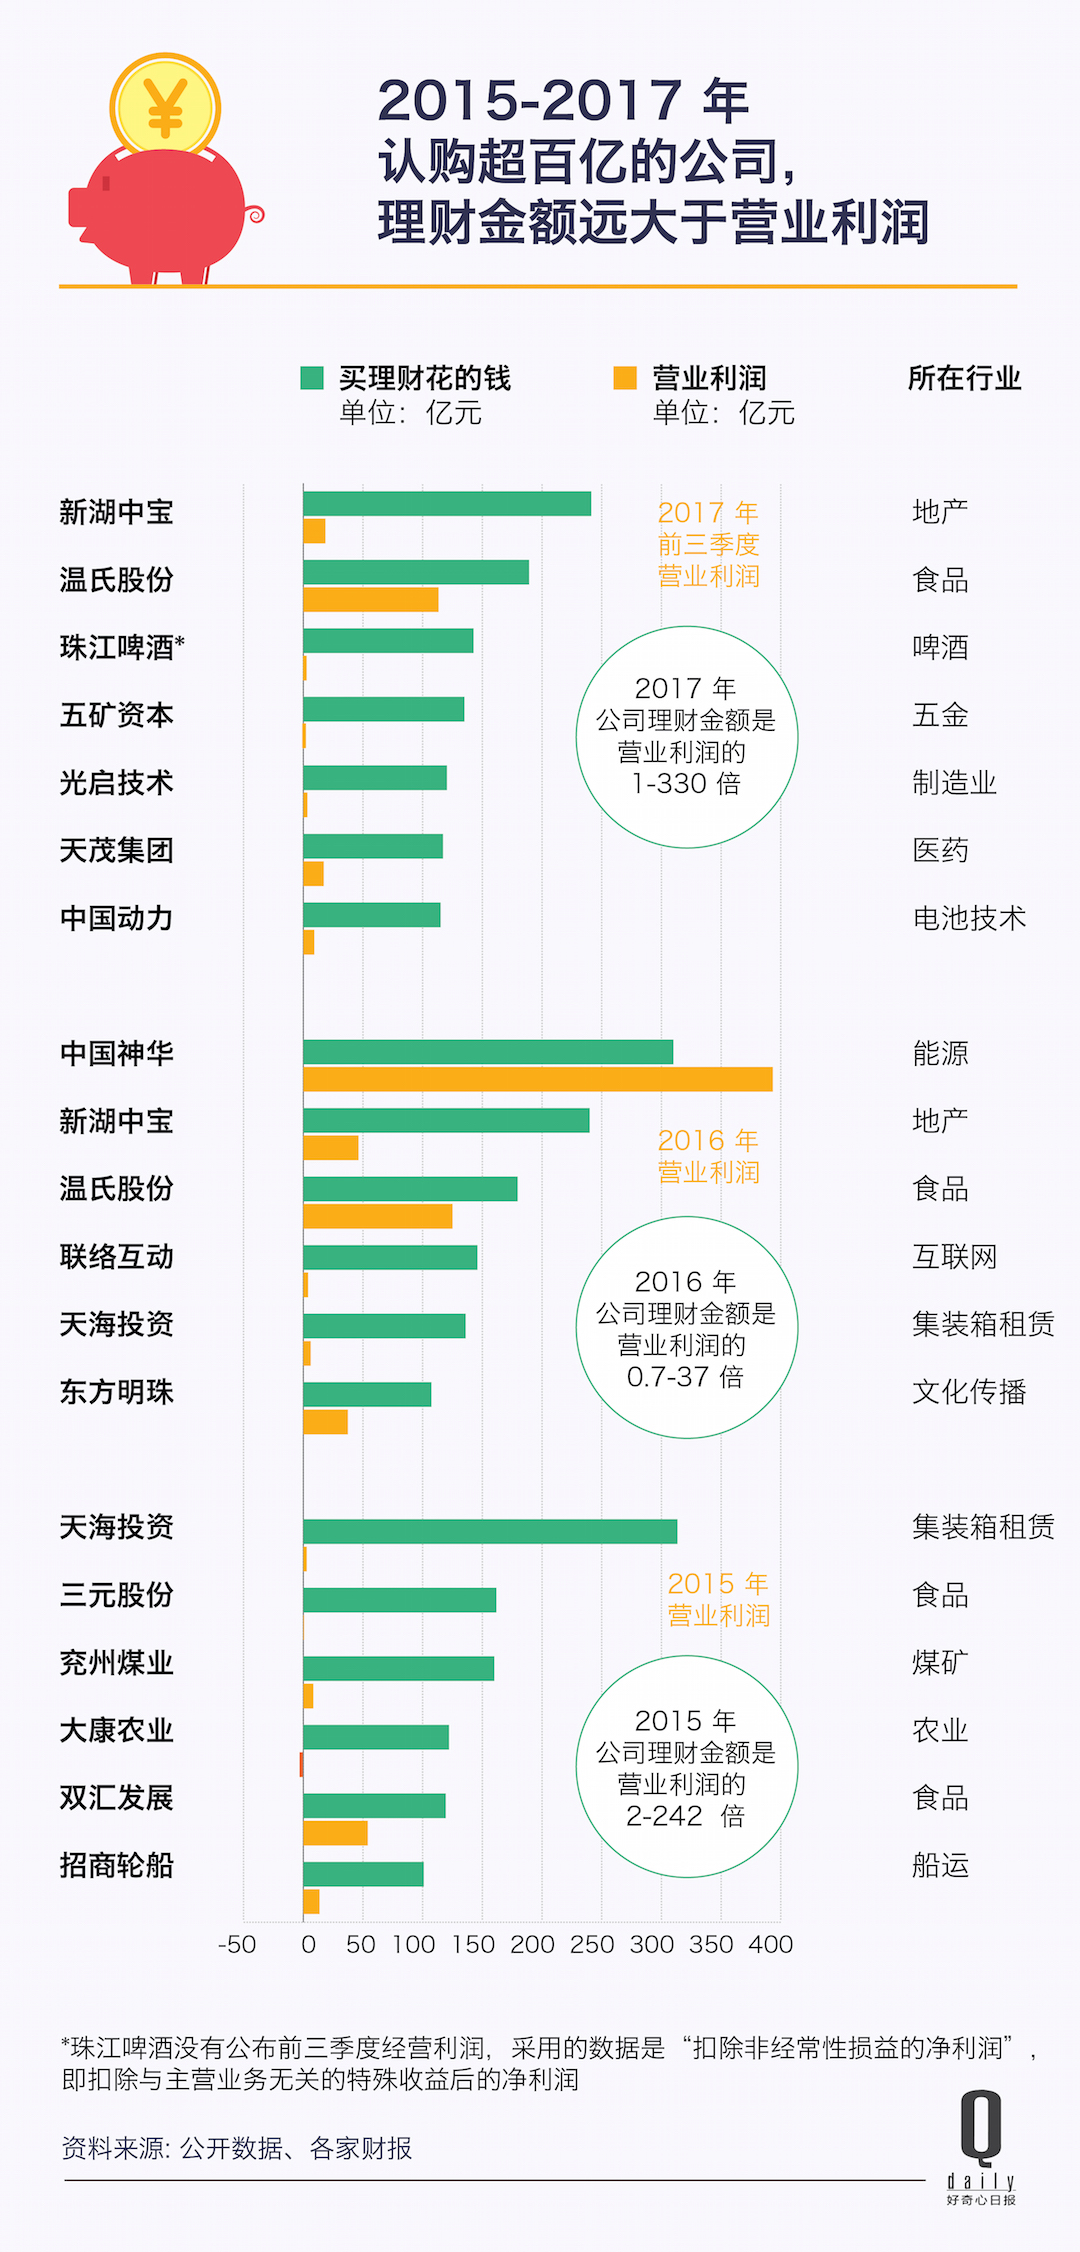 ¥
2015-2017 年
认购超百亿的公司，
理财金额远大于营业利润
买理财花的钱
单位：亿元
营业利润
单位：亿元
所在行业
新湖中宝
地产
2017 年
前三季度
营业利润
温氏股份
食品
珠江啤酒*
啤酒
五矿资本
五金
光启技术
制造业
天茂集团
医药
中国动力
电池技术
2017 年
公司理财金额是
营业利润的
1-330 倍
中国神华
能源
新湖中宝
地产
2016 年
营业利润
温氏股份
食品
联络互动
互联网
天海投资
集装箱租赁
东方明珠
文化传播
2016 年
公司理财金额是
营业利润的
0.7-37 倍
天海投资
集装箱租赁
2015 年
营业利润
三元股份
食品
兖州煤业
煤矿
大康农业
农业
双汇发展
食品
招商轮船
船运
2015 年
公司理财金额是
营业利润的
2-242 倍
-50 0 50 100 150 200 250 300 350 400
*珠江啤酒没有公布前三季度经营利润，采用的数据是“扣除非经常性损益的净利润”，
即扣除与主营业务无关的特殊收益后的净利润
资料来源: 公开数据、各家财报
Q
daily
好奇心日报